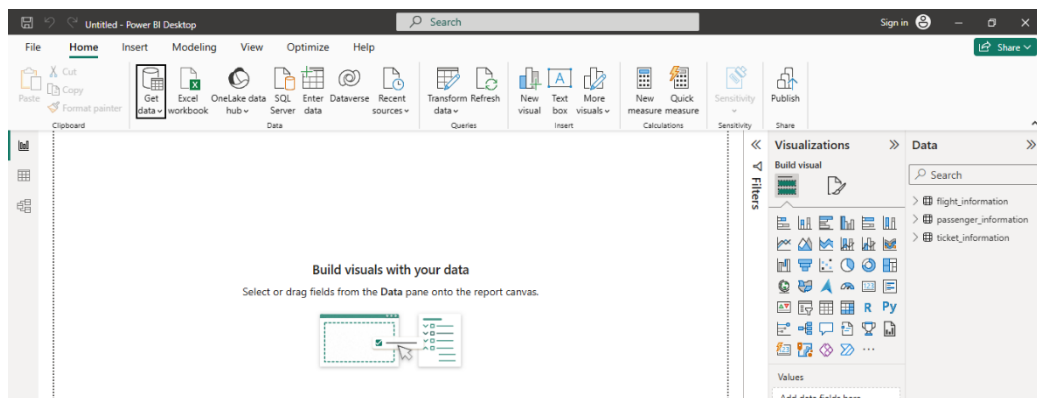 Untitled - Power BI Desktop
Search
Sign in
File Home Insert Modeling View Optimize Help
Share
Paste
Cut
Copy
Format painter
Clipboard
Get data
Excel workbook
OneLake data hub
SQL Server
Enter data
Dataverse
Recent sources
Data
Transform data
Refresh
Queries
New visual
Text box
More visuals
Insert
New measure
Quick measure
Calculations
Sensitivity
Sensitivity
Publish
Share
Filters
Visualizations
Build visual
R Py
Values
Add data fields here
Data
Search
flight_information
passenger_information
ticket_information
Build visuals with your data
Select or drag fields from the Data pane onto the report canvas.